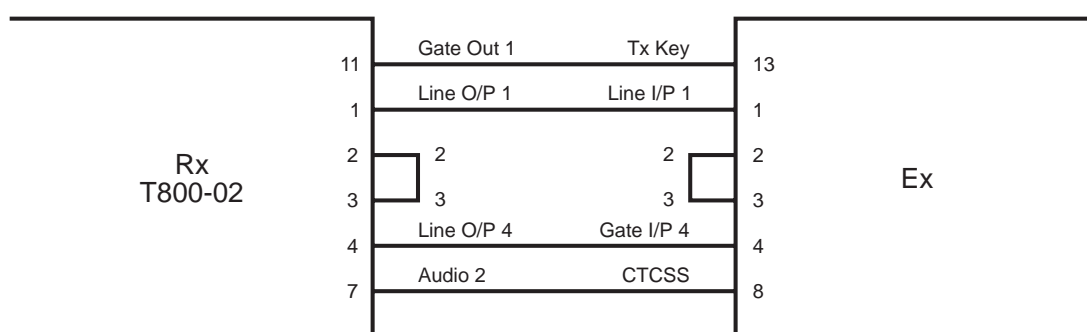 Gate Out 1 Tx Key
11 13
Line O/P 1 Line I/P 1
1 1
2 2 2 2
Rx Ex
T800-02
3 3 3 3
Line O/P 4 Gate I/P 4
4 4
Audio 2 CTCSS
7 8